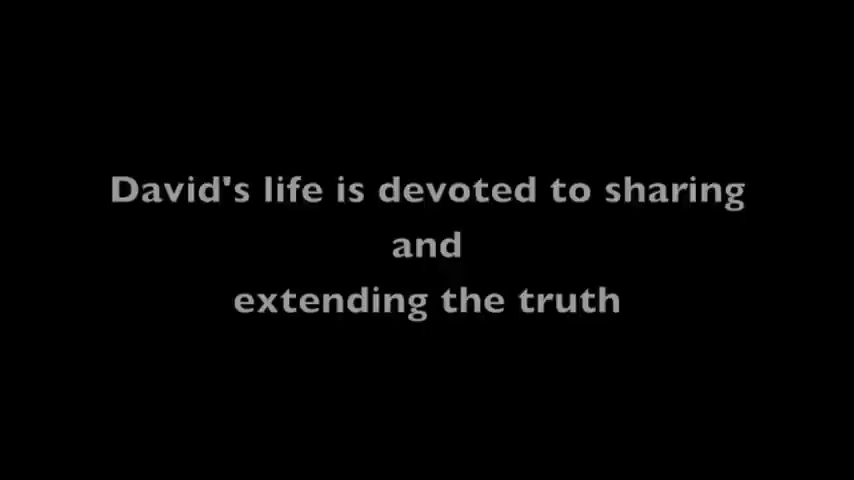 David's life is devoted to sharing
and
extending the truth